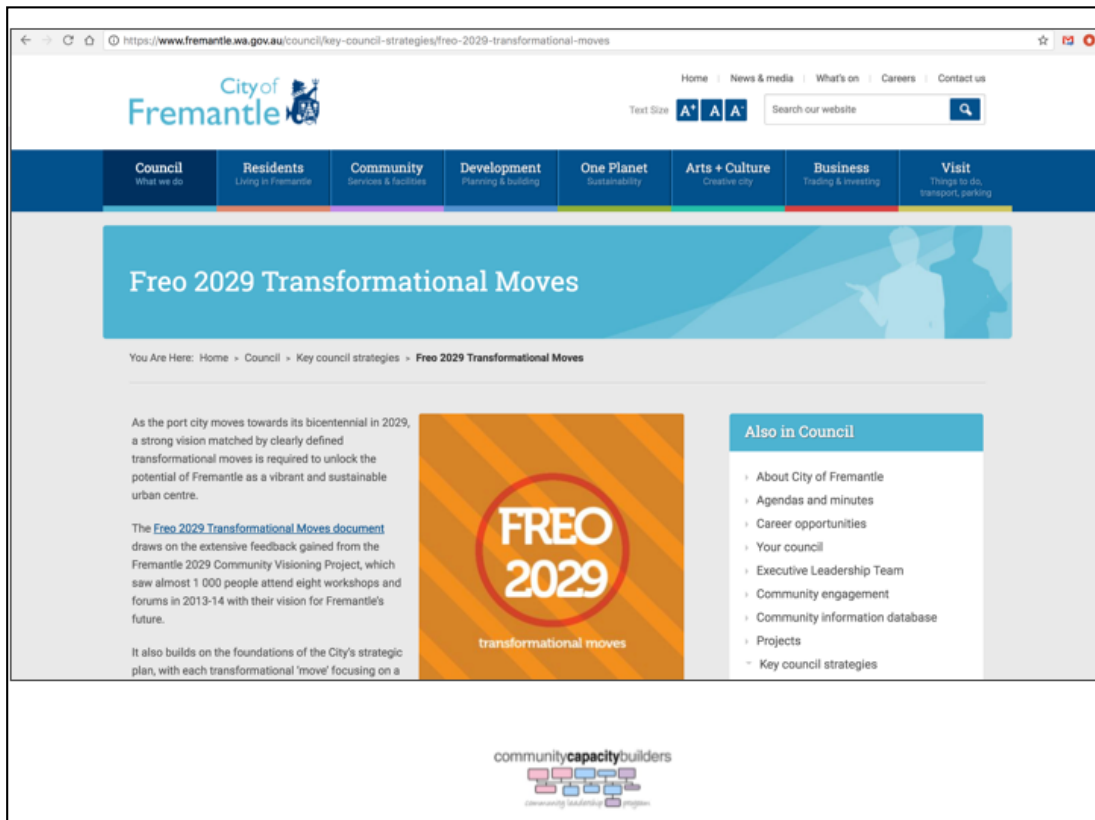 https://www.fremantle.wa.gov.au/council/key-council-strategies/freo-2029-transformational-moves
City of
Fremantle
Home | News & media | What's on | Careers | Contact us
Text Size A+ A A-
Search our website
Council
What we do
Residents
Living in Fremantle
Community
Services & facilities
Development
Planning & building
One Planet
Sustainability
Arts + Culture
Creative city
Business
Trading & investing
Visit
Things to do,
transport, parking
Freo 2029 Transformational Moves
You Are Here: Home » Council » Key council strategies » Freo 2029 Transformational Moves
As the port city moves towards its bicentennial in 2029,
a strong vision matched by clearly defined
transformational moves is required to unlock the
potential of Fremantle as a vibrant and sustainable
urban centre.
The Freo 2029 Transformational Moves document
draws on the extensive feedback gained from the
Fremantle 2029 Community Visioning Project, which
saw almost 1 000 people attend eight workshops and
forums in 2013-14 with their vision for Fremantle's
future.
It also builds on the foundations of the City's strategic
plan, with each transformational 'move' focusing on a
FREO
2029
transformational moves
Also in Council
About City of Fremantle
Agendas and minutes
Career opportunities
Your council
Executive Leadership Team
Community engagement
Community information database
Projects
Key council strategies
communitycapacitybuilders
community leadership program